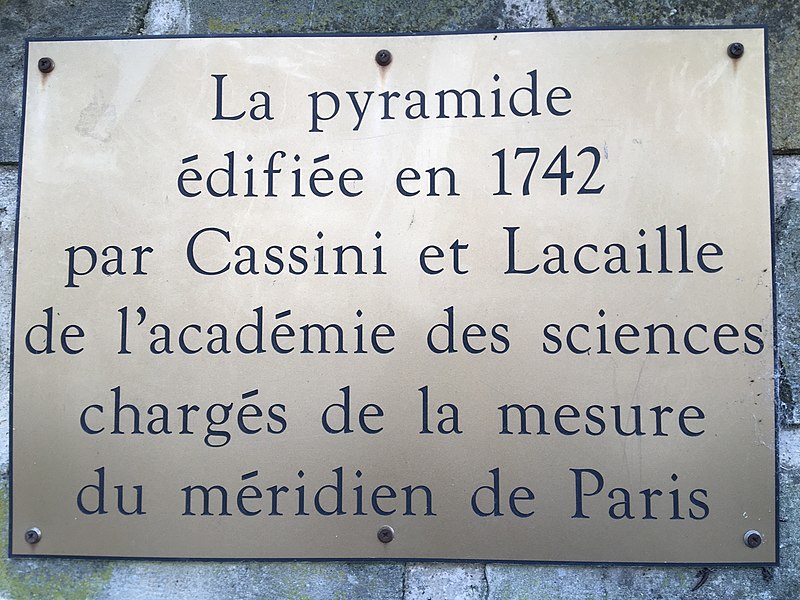 La pyramide
édifiée en 1742
par Cassini et Lacaille
de l'académie des sciences
chargés de la mesure
du méridien de Paris